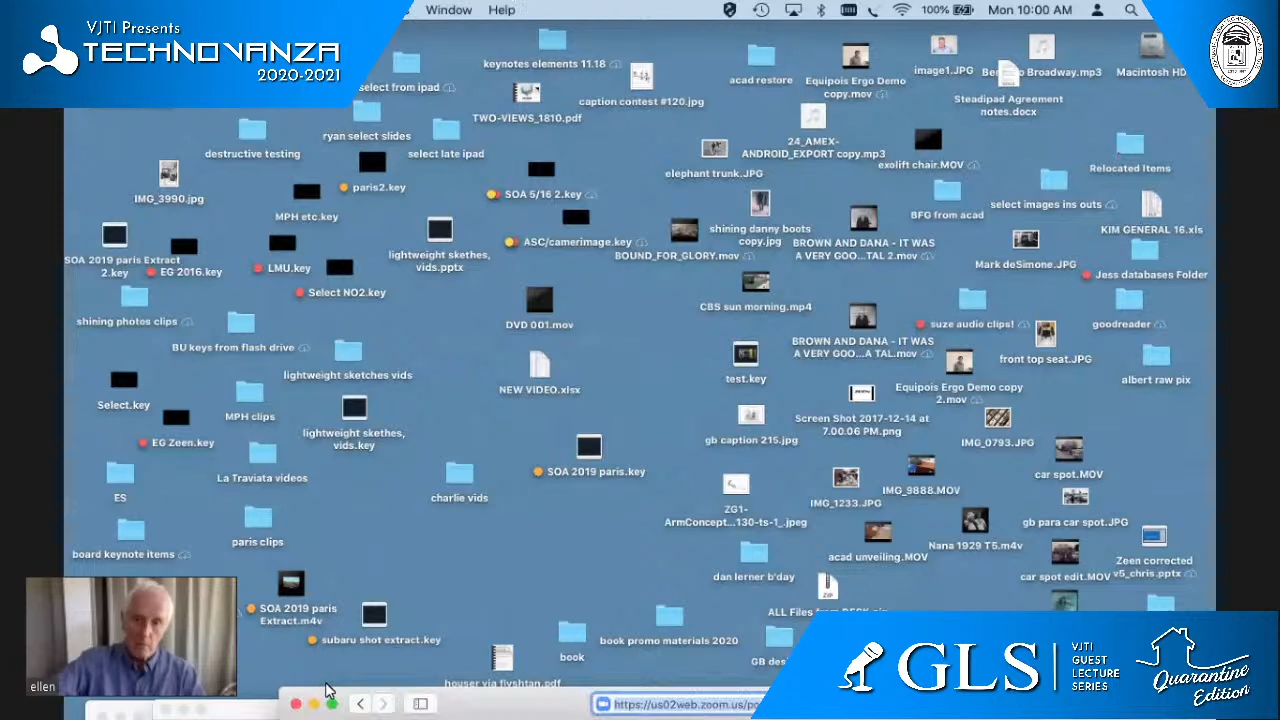 VJTI Presents
TECHNOVANZA
2020-2021
Window Help
100%
Mon 10:00 AM
keynotes elements 11.18
select from ipad
TWO-VIEWS_1810.pdf
caption contest #120.jpg
acad restore
Equipois Ergo Demo
copy.mov
image1.JPG
Broadway.mp3
Macintosh HD
Steadipad Agreement
notes.docx
destructive testing
ryan select slides
select late ipad
24_AMEX-
ANDROID_EXPORT copy.mp3
elephant trunk.JPG
exolift chair.MOV
Relocated Items
IMG_3990.jpg
paris2.key
SOA 5/16 2.key
MPH etc.key
BFG from acad
select images ins outs
shining danny boots
copy.jpg
KIM GENERAL 16.xls
ASC/camerimage.key
BOUND_FOR_GLORY.mov
BROWN AND DANA - IT WAS
A VERY GOO...TAL 2.mov
SOA 2019 paris Extract
2.key
EG 2016.key
LMU.key
lightweight skethes,
vids.pptx
Mark deSimone.JPG
Jess databases Folder
Select NO2.key
CBS sun morning.mp4
shining photos clips
DVD 001.mov
suze audio clips!
goodreader
BU keys from flash drive
BROWN AND DANA - IT WAS
A VERY GOO...A TAL.mov
front top seat.JPG
lightweight sketches vids
NEW VIDEO.xlsx
test.key
Equipois Ergo Demo copy
2.mov
albert raw pix
Select.key
MPH clips
Screen Shot 2017-12-14 at
7.00.06 PM.png
EG Zeen.key
lightweight skethes,
vids.key
gb caption 215.jpg
IMG_0793.JPG
La Traviata videos
SOA 2019 paris.key
car spot.MOV
ES
charlie vids
IMG_9888.MOV
IMG_1233.JPG
ZG1-
ArmConcept...130-ts-1_.jpeg
gb para car spot.JPG
paris clips
board keynote items
acad unveiling.MOV
Nana 1929 T5.m4v
dan lerner b'day
car spot edit.MOV
Zeen corrected
v5_chris.pptx
SOA 2019 paris
Extract.m4v
subaru shot extract.key
book
book promo materials 2020
ALL Files
houser via fivshtan.pdf
https://us02web.zoom.us/
ellen
GLS
VJTI
GUEST
LECTURE
SERIES
Quarantine
Edition